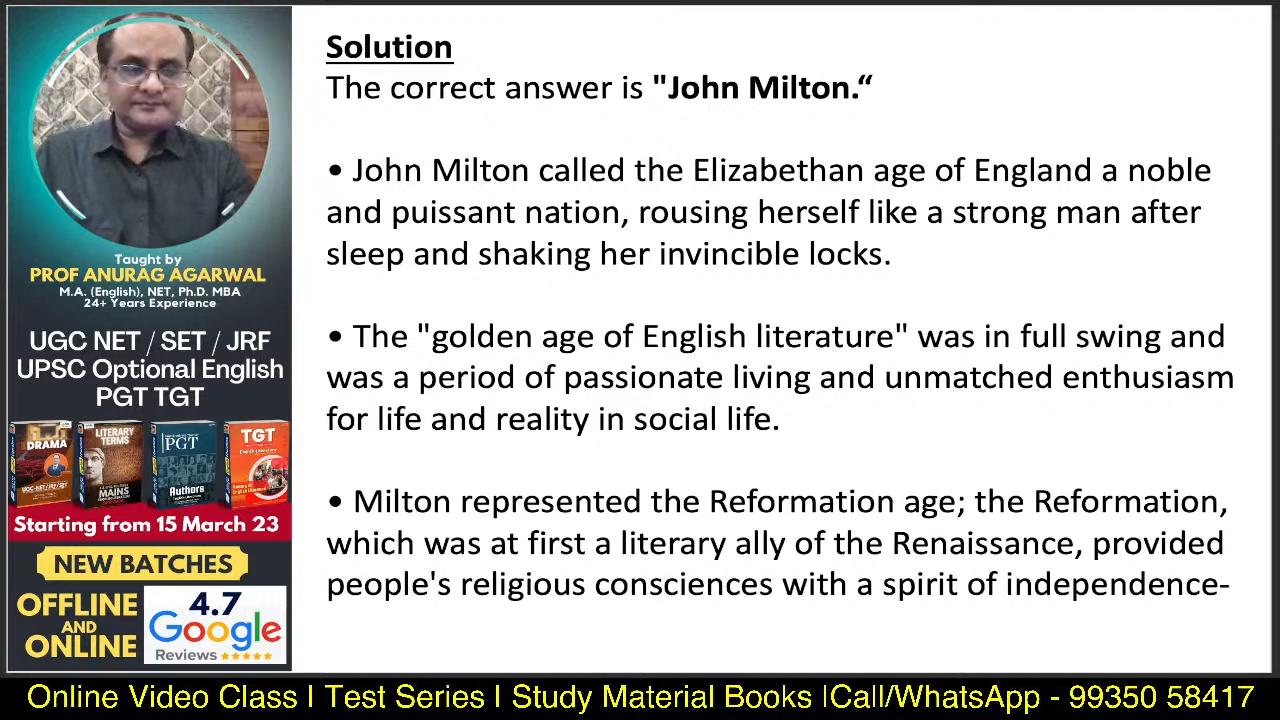 Solution
The correct answer is "John Milton.“
• John Milton called the Elizabethan age of England a noble
and puissant nation, rousing herself like a strong man after
sleep and shaking her invincible locks.
• The "golden age of English literature" was in full swing and
was a period of passionate living and unmatched enthusiasm
for life and reality in social life.
• Milton represented the Reformation age; the Reformation,
which was at first a literary ally of the Renaissance, provided
people's religious consciences with a spirit of independence-
Taught by
PROF ANURAG AGARWAL
M.A. (English), NET, Ph.D. MBA
24+ Years Experience
UGC NET / SET / JRF
UPSC Optional English
PGT TGT
DRAMA
UGC-NET/JRF/SET
LITERARY
TERMS
MAINS
PGT
Authors
TGT
Starting from 15 March 23
NEW BATCHES
OFFLINE
AND
ONLINE
4.7
Google
Reviews
Online Video Class I Test Series I Study Material Books |Call/WhatsApp - 99350 58417